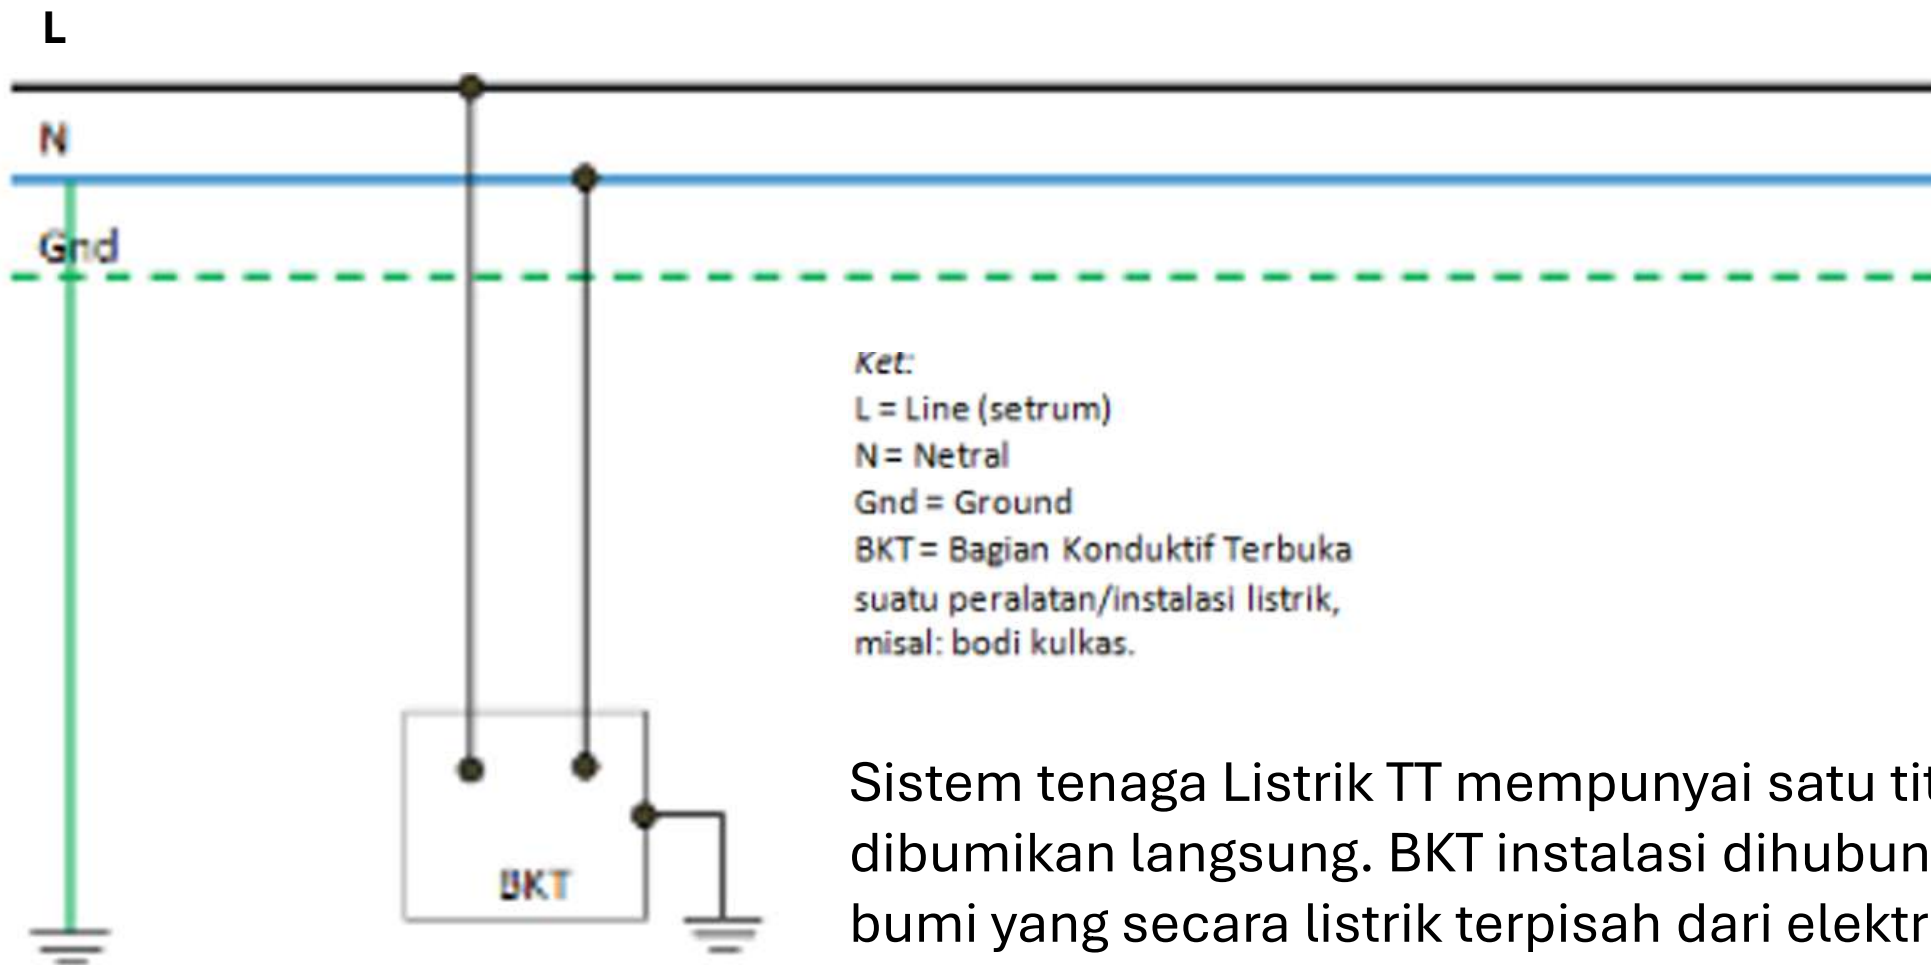 L
N
Gnd
Ket:
L = Line (setrum)
N = Netral
Gnd = Ground
BKT = Bagian Konduktif Terbuka
suatu peralatan/instalasi listrik,
misal: bodi kulkas.
Sistem tenaga Listrik TT mempunyai satu
dibumikan langsung. BKT instalasi
bumi yang secara listrik terpisah dari
BKT